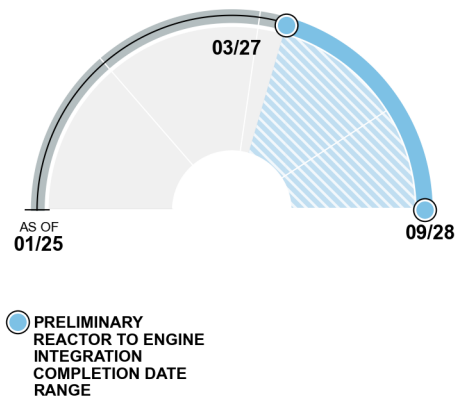 03/27
AS OF
01/25
09/28
PRELIMINARY
REACTOR TO ENGINE
INTEGRATION
COMPLETION DATE
RANGE